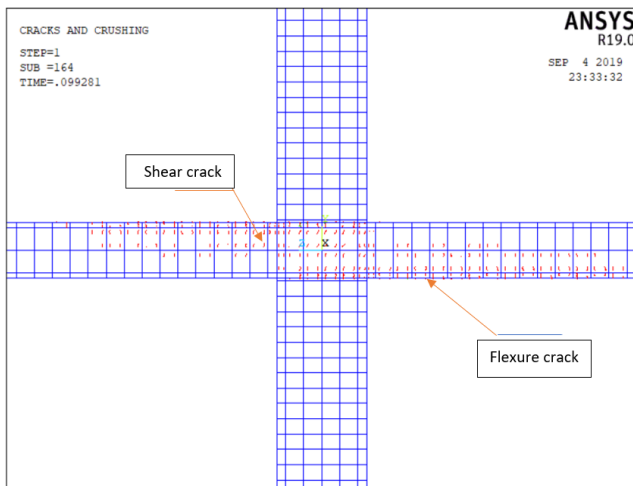 CRACKS AND CRUSHING
STEP=1
SUB =164
TIME=.099281
ANSYS
R19.0
SEP 4 2019
23:33:32
Shear crack
Y
Z X
Flexure crack